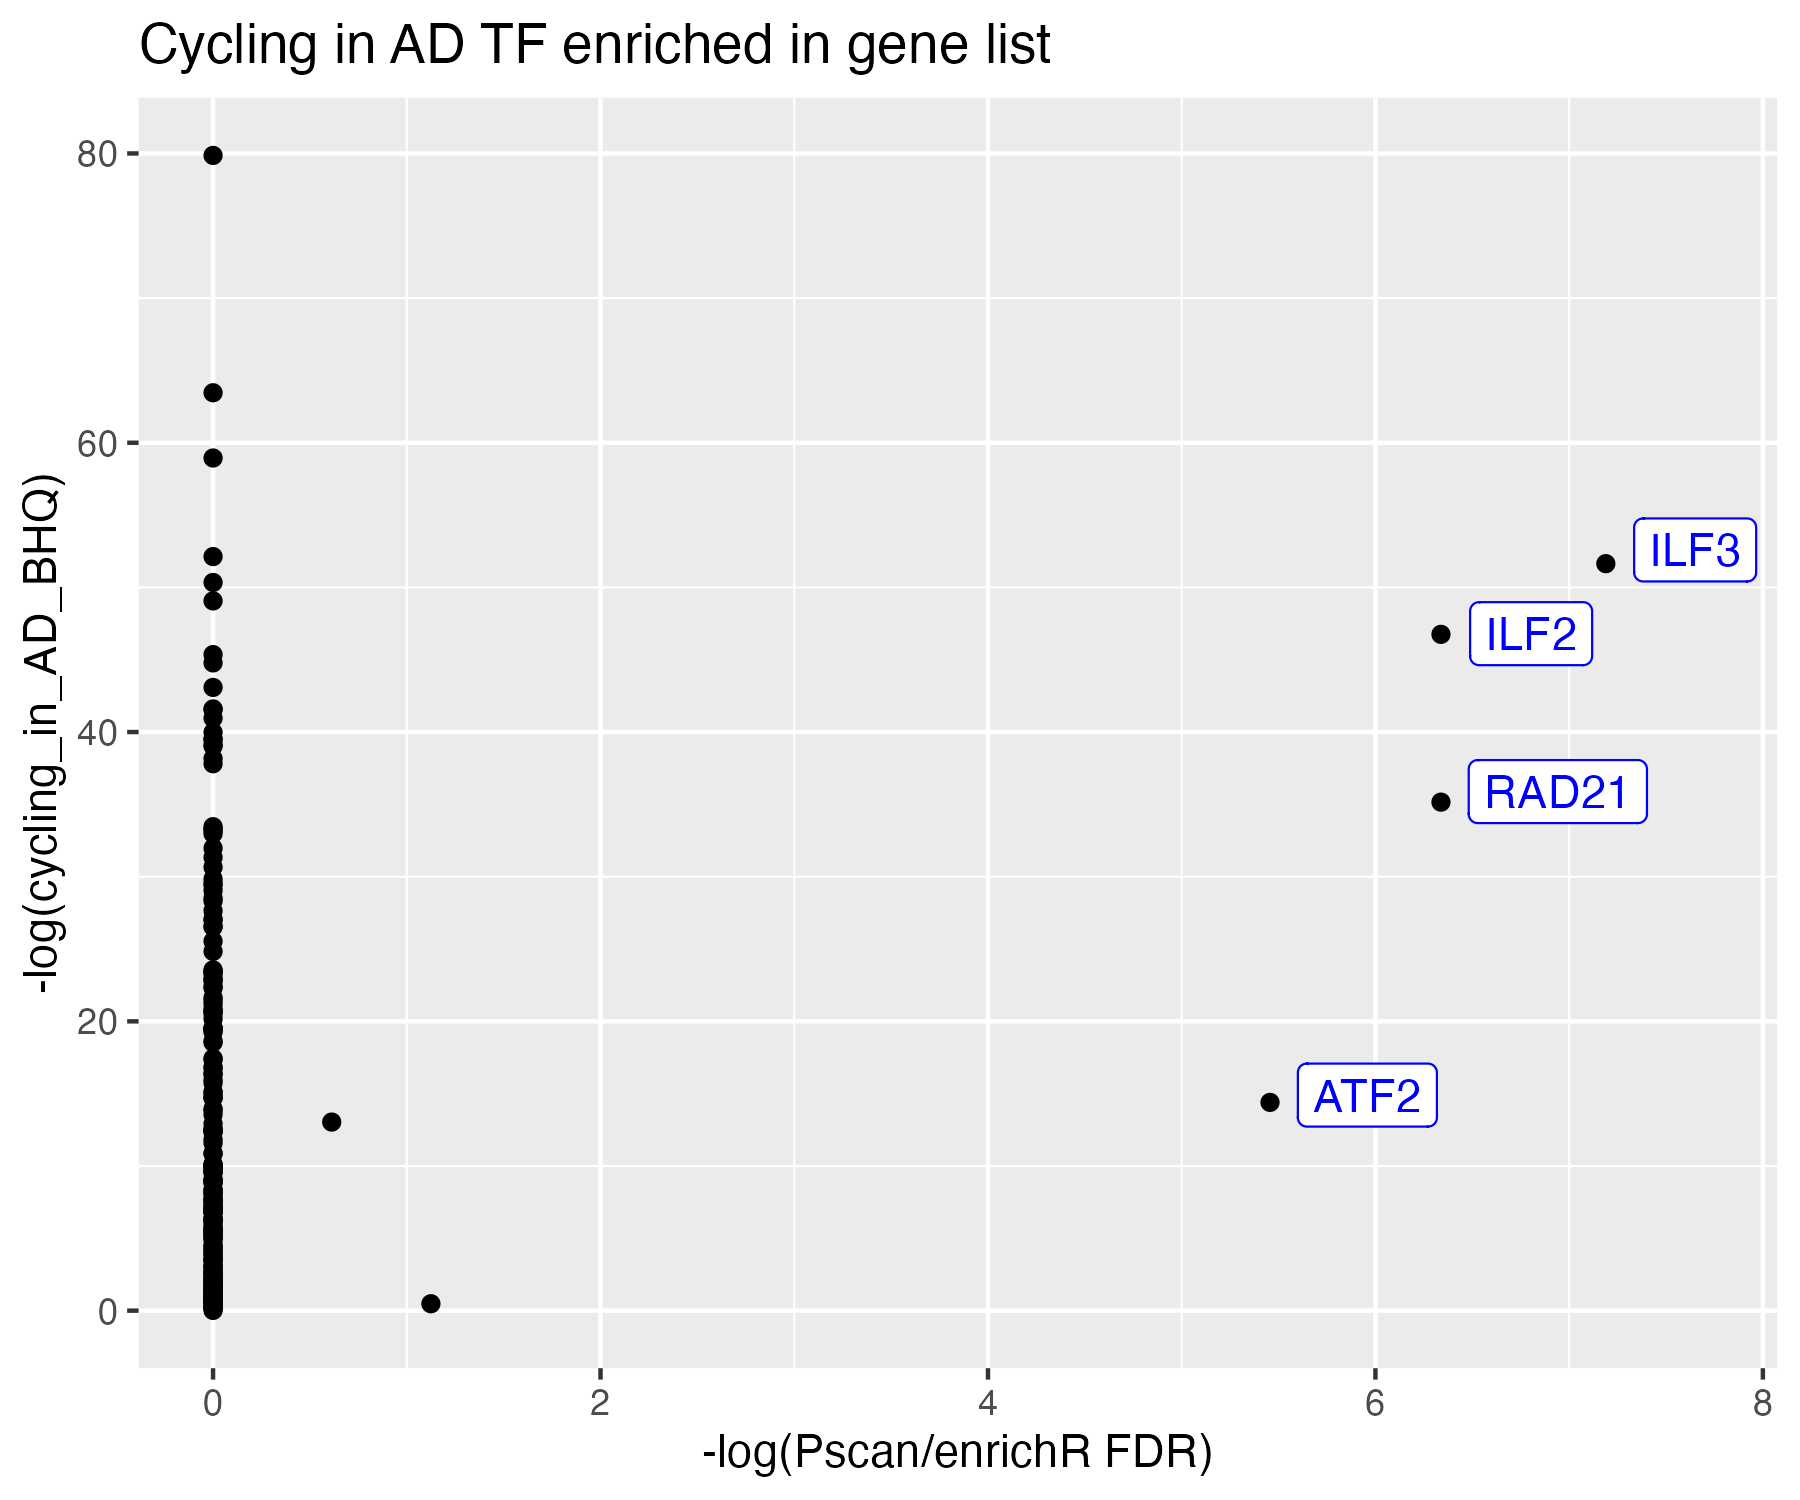 Cycling in AD TF enriched in gene list
-log(cycling_in_AD_BHQ)
80
60
40
20
0
ILF3
ILF2
RAD21
ATF2
0 2 4 6 8
-log(Pscan/enrichR FDR)